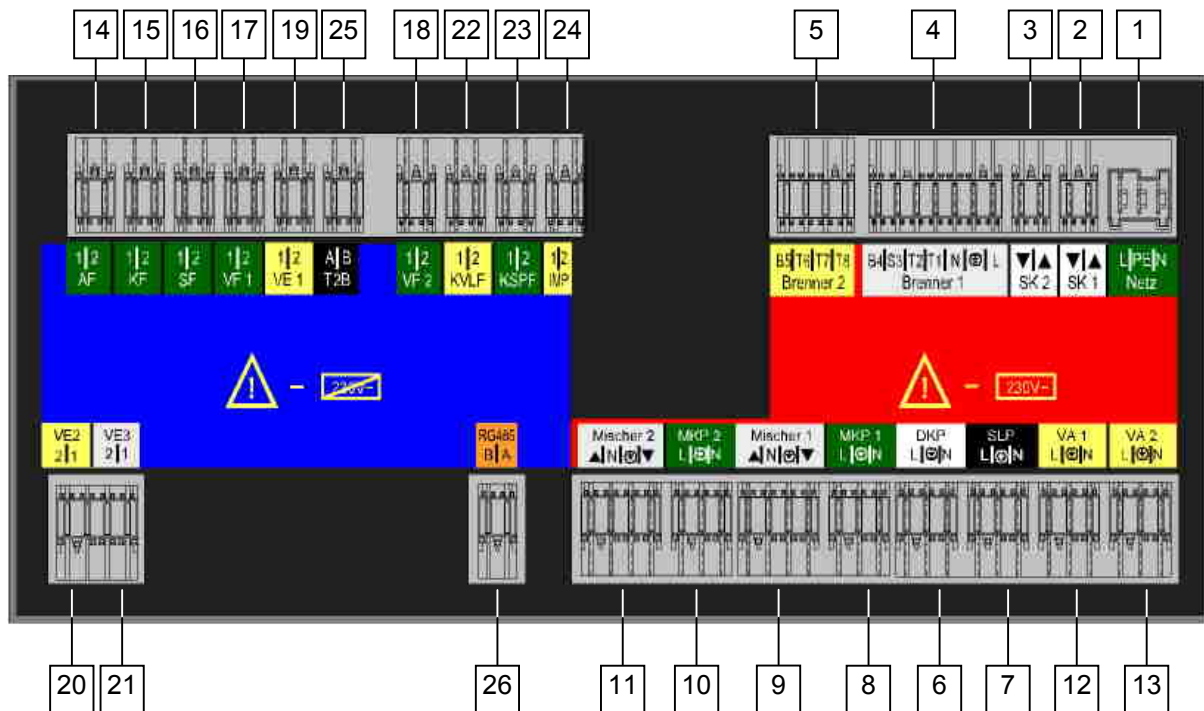 14 15 16 17 19 25 18 22 23 24 5 4 3 2 1
1|2 1|2 1|2 1|2 1|2 A|B 1|2 1|2 1|2 1|2 B5|T6|T7|T8 B4|S3|T2|T1|N|⏚|L ▼|▲ ▼|▲ L|PE|N
AF KF SF VF 1 VE 1 T2B VF 2 KVLF KSPF IMP Brenner 2 Brenner 1 SK 2 SK 1 Netz
! - 230V~ ! - 230V~
VE2 VE3 RG485 Mischer 2 MKP 2 Mischer 1 MKP 1 DKP SLP VA 1 VA 2
2|1 2|1 B|A ▲|N|⏚|▼ L|⏚|N ▲|N|⏚|▼ L|⏚|N L|⏚|N L|⏚|N L|⏚|N L|⏚|N
20 21 26 11 10 9 8 6 7 12 13